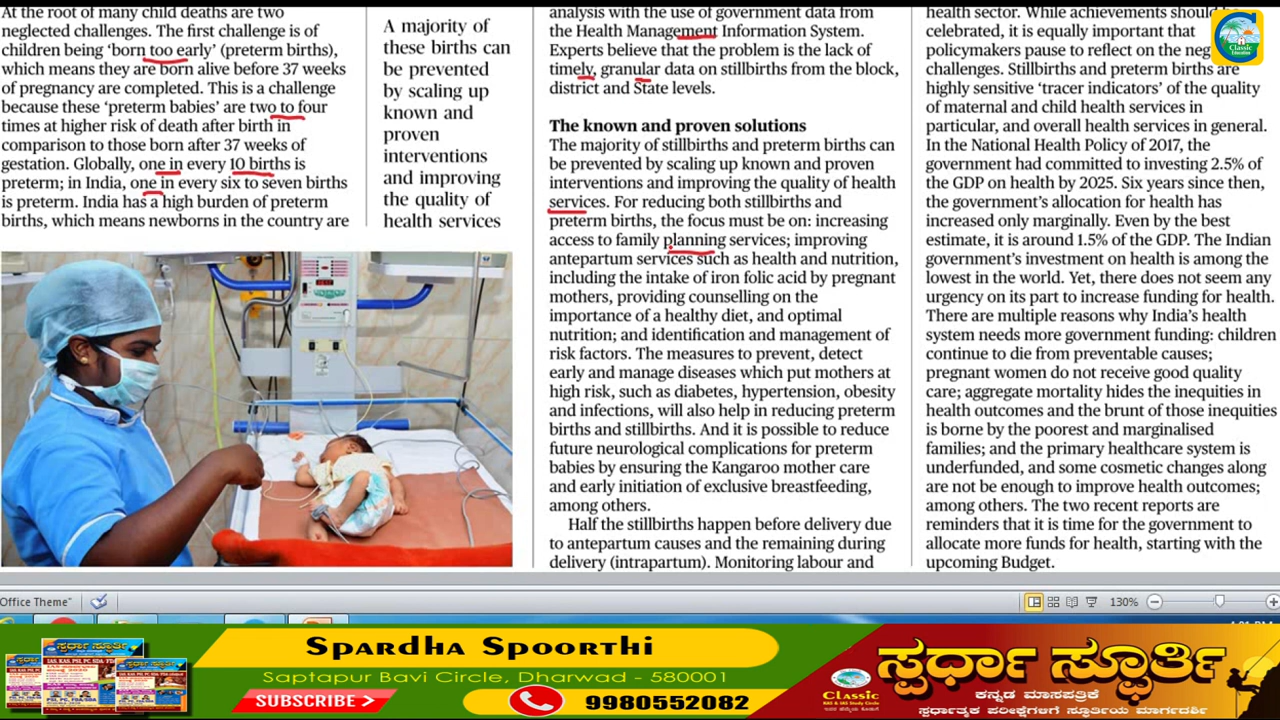 At the root of many child deaths are two
neglected challenges. The first challenge is of
children being ‘born too early’ (preterm births),
which means they are born alive before 37 weeks
of pregnancy are completed. This is a challenge
because these ‘preterm babies’ are two to four
times at higher risk of death after birth in
comparison to those born after 37 weeks of
gestation. Globally, one in every 10 births is
preterm; in India, one in every six to seven births
is preterm. India has a high burden of preterm
births, which means newborns in the country are
A majority of
these births can
be prevented
by scaling up
known and
proven
interventions
and improving
the quality of
health services
analysis with the use of government data from
the Health Management Information System.
Experts believe that the problem is the lack of
timely, granular data on stillbirths from the block,
district and State levels.
The known and proven solutions
The majority of stillbirths and preterm births can
be prevented by scaling up known and proven
interventions and improving the quality of health
services. For reducing both stillbirths and
preterm births, the focus must be on: increasing
access to family planning services; improving
antepartum services such as health and nutrition,
including the intake of iron folic acid by pregnant
mothers, providing counselling on the
importance of a healthy diet, and optimal
nutrition; and identification and management of
risk factors. The measures to prevent, detect
early and manage diseases which put mothers at
high risk, such as diabetes, hypertension, obesity
and infections, will also help in reducing preterm
births and stillbirths. And it is possible to reduce
future neurological complications for preterm
babies by ensuring the Kangaroo mother care
and early initiation of exclusive breastfeeding,
among others.
Half the stillbirths happen before delivery due
to antepartum causes and the remaining during
delivery (intrapartum). Monitoring labour and
health sector. While achievements should be
celebrated, it is equally important that
policymakers pause to reflect on the
challenges. Stillbirths and preterm births are
highly sensitive ‘tracer indicators’ of the quality
of maternal and child health services in
particular, and overall health services in general.
In the National Health Policy of 2017, the
government had committed to investing 2.5% of
the GDP on health by 2025. Six years since then,
the government’s allocation for health has
increased only marginally. Even by the best
estimate, it is around 1.5% of the GDP. The Indian
government’s investment on health is among the
lowest in the world. Yet, there does not seem any
urgency on its part to increase funding for health.
There are multiple reasons why India’s health
system needs more government funding: children
continue to die from preventable causes;
pregnant women do not receive good quality
care; aggregate mortality hides the inequities in
health outcomes and the brunt of those inequities
is borne by the poorest and marginalised
families; and the primary healthcare system is
underfunded, and some cosmetic changes along
are not be enough to improve health outcomes;
among others. The two recent reports are
reminders that it is time for the government to
allocate more funds for health, starting with the
upcoming Budget.
Classic
Education
Office Theme"
130%
Spardha Spoorthi
Saptapur Bavi Circle, Dharwad - 580001
SUBSCRIBE
9980552082
ಸ್ಪರ್ಧಾ ಸ್ಫೂರ್ತಿ
ಕನ್ನಡ ಮಾಸಪತ್ರಿಕೆ
ಸ್ಪರ್ಧಾತ್ಮಕ ಪರೀಕ್ಷೆಗಳಿಗೆ ಸ್ಫೂರ್ತಿಯ ಮಾರ್ಗದರ್ಶಿ
Classic
KAS & IAS Study Circle